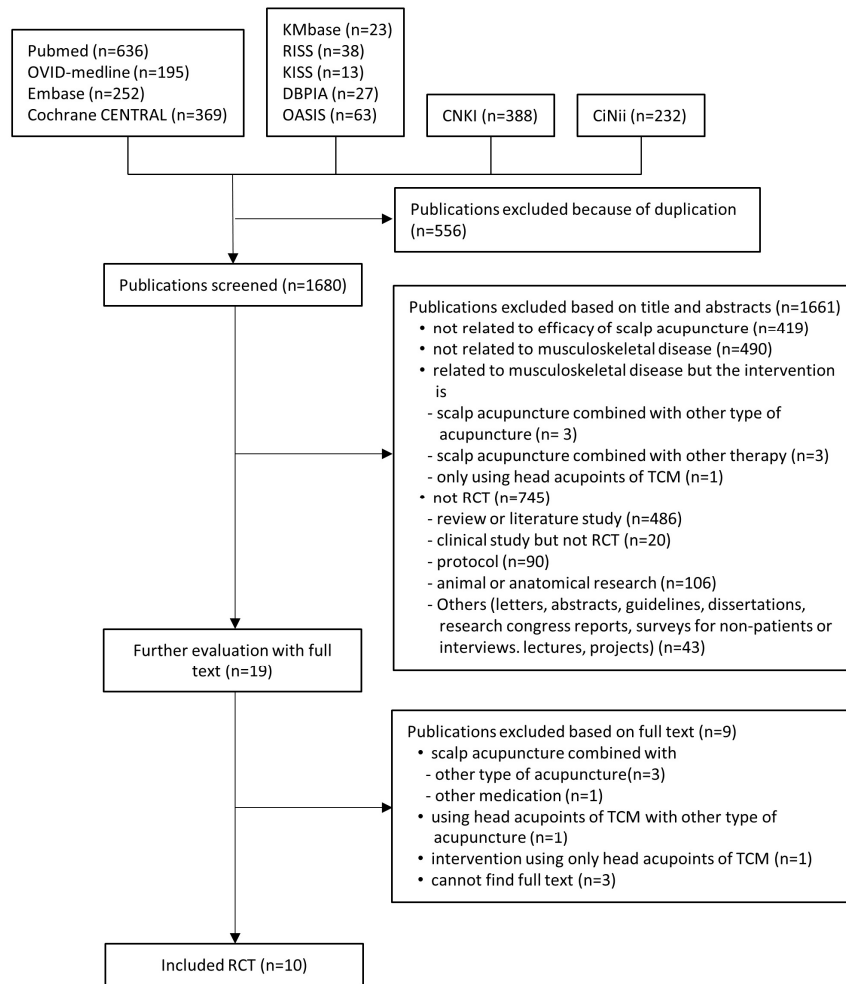 Pubmed (n=636)
OVID-medline (n=195)
Embase (n=252)
Cochrane CENTRAL (n=369)
KMbase (n=23)
RISS (n=38)
KISS (n=13)
DBPIA (n=27)
OASIS (n=63)
CNKI (n=388)
CiNii (n=232)
Publications excluded because of duplication
(n=556)
Publications screened (n=1680)
Publications excluded based on title and abstracts (n=1661)
• not related to efficacy of scalp acupuncture (n=419)
• not related to musculoskeletal disease (n=490)
• related to musculoskeletal disease but the intervention
is
- scalp acupuncture combined with other type of
acupuncture (n= 3)
- scalp acupuncture combined with other therapy (n=3)
- only using head acupoints of TCM (n=1)
• not RCT (n=745)
- review or literature study (n=486)
- clinical study but not RCT (n=20)
- protocol (n=90)
- animal or anatomical research (n=106)
- Others (letters, abstracts, guidelines, dissertations,
research congress reports, surveys for non-patients or
interviews. lectures, projects) (n=43)
Further evaluation with full
text (n=19)
Publications excluded based on full text (n=9)
• scalp acupuncture combined with
- other type of acupuncture(n=3)
- other medication (n=1)
• using head acupoints of TCM with other type of
acupuncture (n=1)
• intervention using only head acupoints of TCM (n=1)
• cannot find full text (n=3)
Included RCT (n=10)